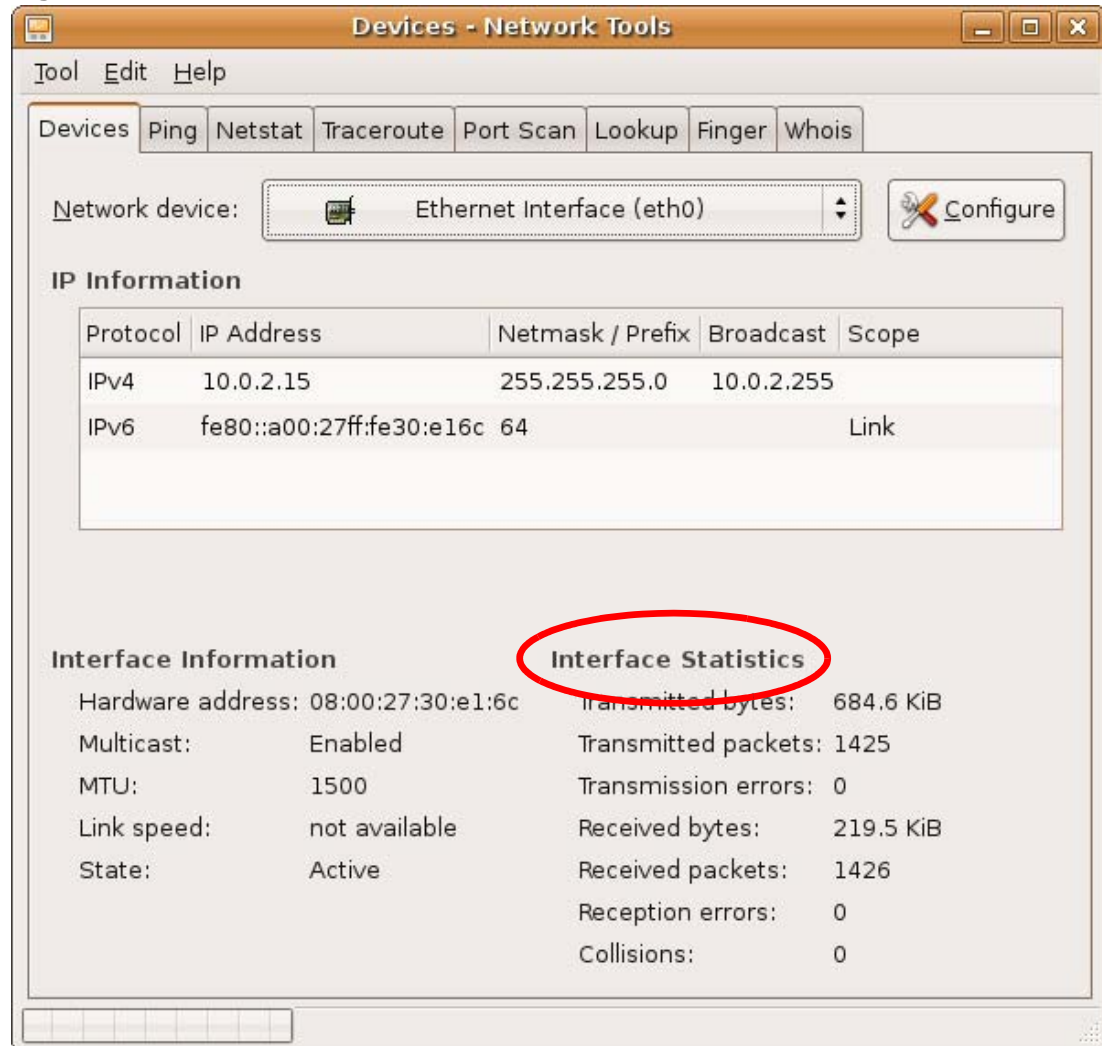 Devices - Network Tools
Tool Edit Help
Devices Ping Netstat Traceroute Port Scan Lookup Finger Whois
Network device: Ethernet Interface (eth0) Configure
IP Information
Protocol IP Address Netmask / Prefix Broadcast Scope
IPv4 10.0.2.15 255.255.255.0 10.0.2.255
IPv6 fe80::a00:27ff:fe30:e16c 64 Link
Interface Information
Hardware address: 08:00:27:30:e1:6c
Multicast: Enabled
MTU: 1500
Link speed: not available
State: Active
Interface Statistics
Transmitted bytes: 684.6 KiB
Transmitted packets: 1425
Transmission errors: 0
Received bytes: 219.5 KiB
Received packets: 1426
Reception errors: 0
Collisions: 0